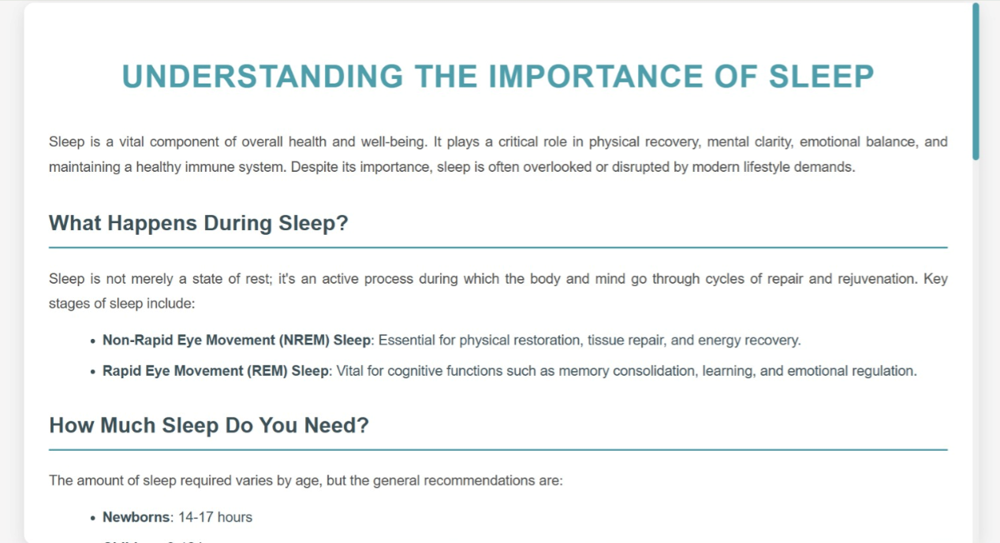 UNDERSTANDING THE IMPORTANCE OF SLEEP
Sleep is a vital component of overall health and well-being. It plays a critical role in physical recovery, mental clarity, emotional balance, and
maintaining a healthy immune system. Despite its importance, sleep is often overlooked or disrupted by modern lifestyle demands.
What Happens During Sleep?
Sleep is not merely a state of rest; it's an active process during which the body and mind go through cycles of repair and rejuvenation. Key
stages of sleep include:
• Non-Rapid Eye Movement (NREM) Sleep: Essential for physical restoration, tissue repair, and energy recovery.
• Rapid Eye Movement (REM) Sleep: Vital for cognitive functions such as memory consolidation, learning, and emotional regulation.
How Much Sleep Do You Need?
The amount of sleep required varies by age, but the general recommendations are:
• Newborns: 14-17 hours